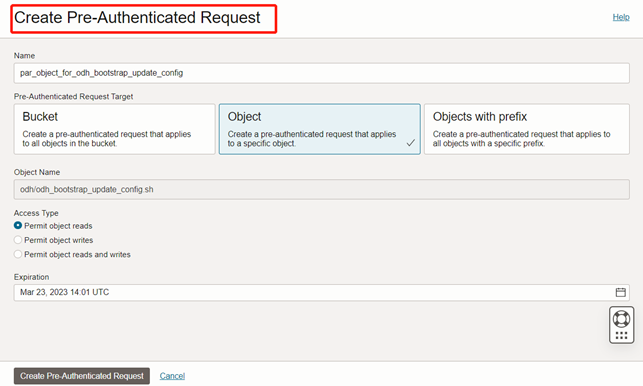 Create Pre-Authenticated Request
Help
Name
par_object_for_odh_bootstrap_update_config
Pre-Authenticated Request Target
Bucket
Create a pre-authenticated request that applies
to all objects in the bucket.
Object
Create a pre-authenticated request that applies
to a specific object.
Objects with prefix
Create a pre-authenticated request that applies to
all objects with a specific prefix.
Object Name
odh/odh_bootstrap_update_config.sh
Access Type
Permit object reads
Permit object writes
Permit object reads and writes
Expiration
Mar 23, 2023 14:01 UTC
Create Pre-Authenticated Request
Cancel